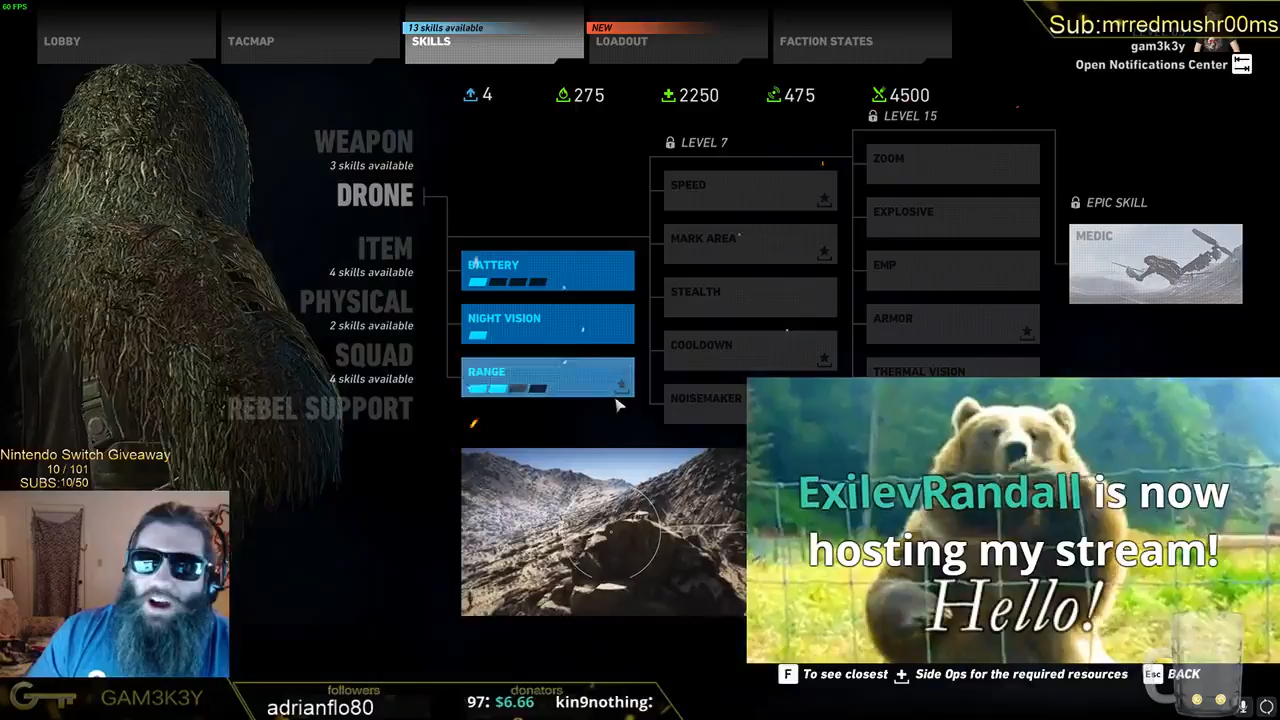 60 FPS
LOBBY
TACMAP
13 skills available
SKILLS
NEW
LOADOUT
FACTION STATES
Sub:mrredmushr00ms
gam3k3y
Open Notifications Center
4
275
2250
475
4500
WEAPON
3 skills available
DRONE
ITEM
4 skills available
PHYSICAL
2 skills available
SQUAD
4 skills available
REBEL SUPPORT
BATTERY
NIGHT VISION
RANGE
LEVEL 7
SPEED
MARK AREA
STEALTH
COOLDOWN
NOISEMAKER
LEVEL 15
ZOOM
EXPLOSIVE
EMP
ARMOR
THERMAL VISION
EPIC SKILL
MEDIC
Nintendo Switch Giveaway
10 / 101
SUBS:10/50
ExilevRandall is now
hosting my stream!
Hello!
F To see closest Side Ops for the required resources
Esc BACK
GAM3K3Y
followers
adrianflo80
donators
97: $6.66 kin9nothing: